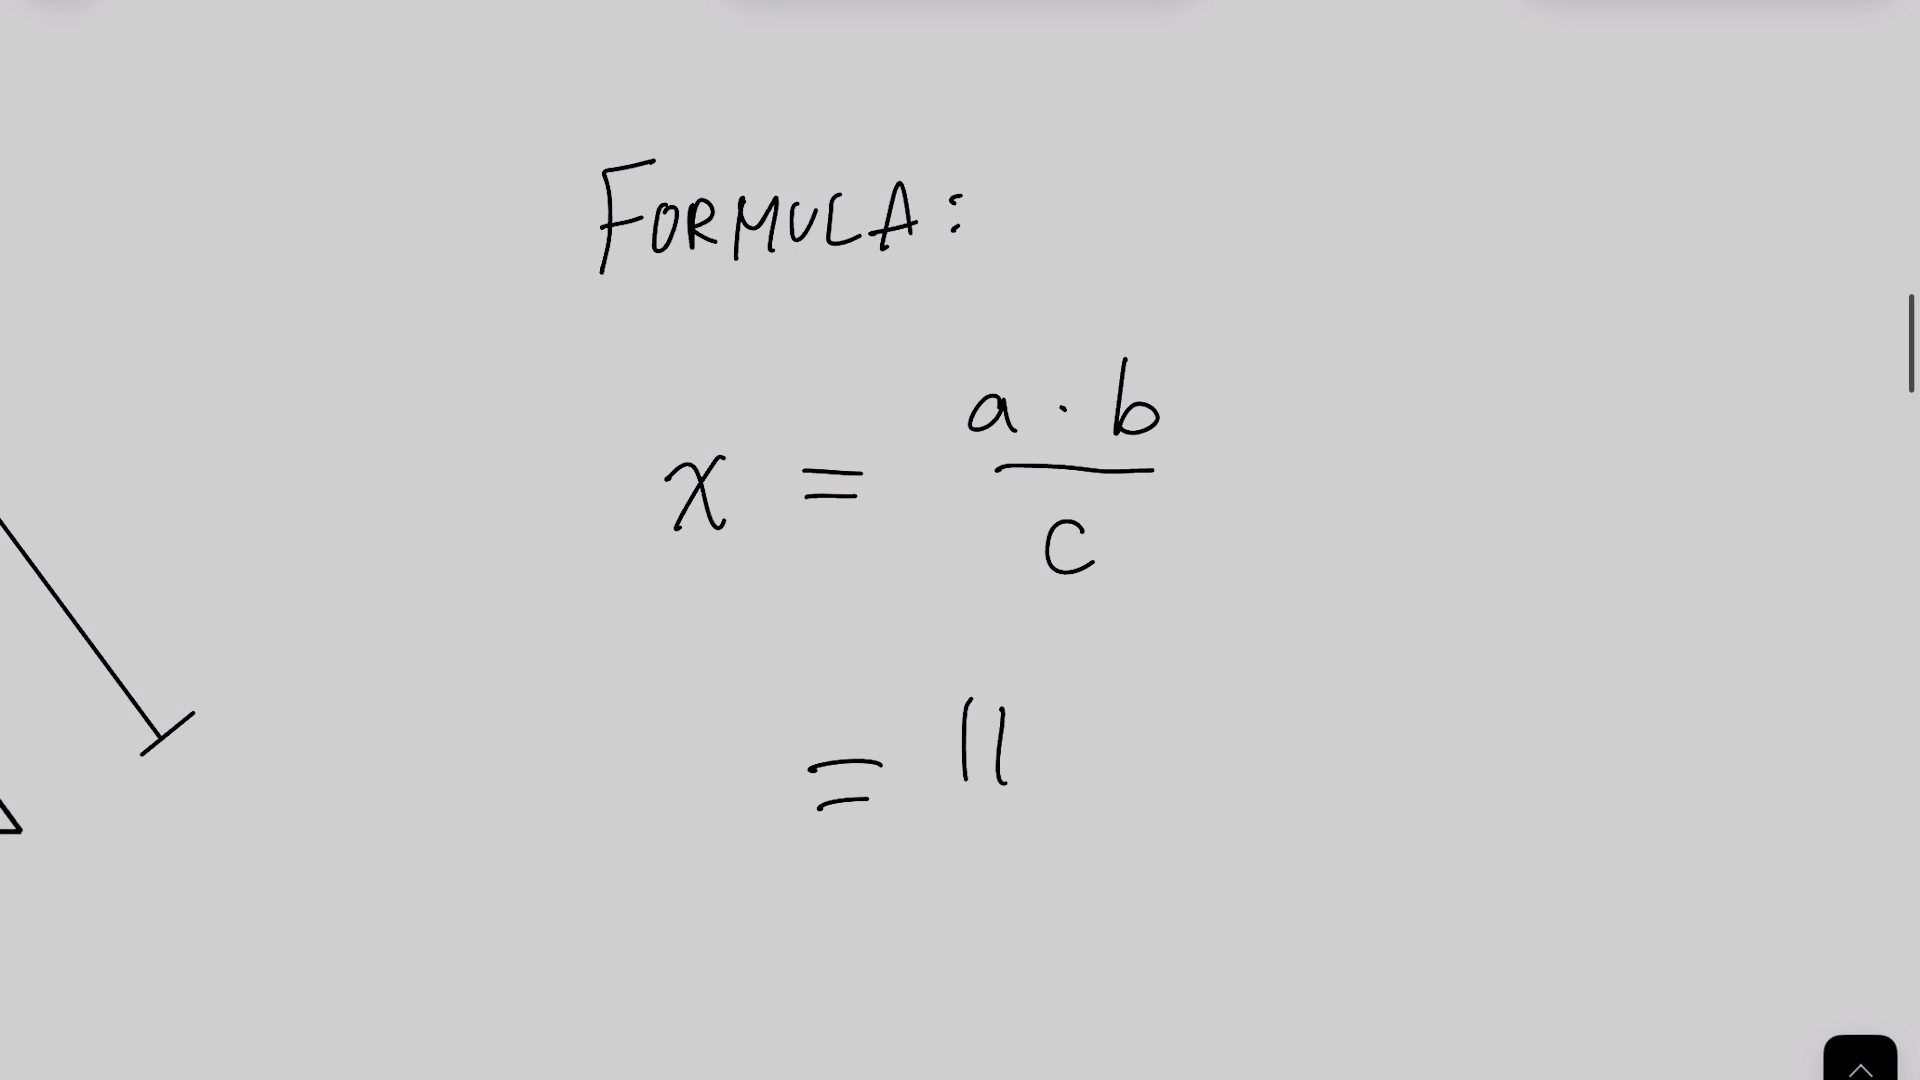 FORMULA:
x = a · b / c
= 11